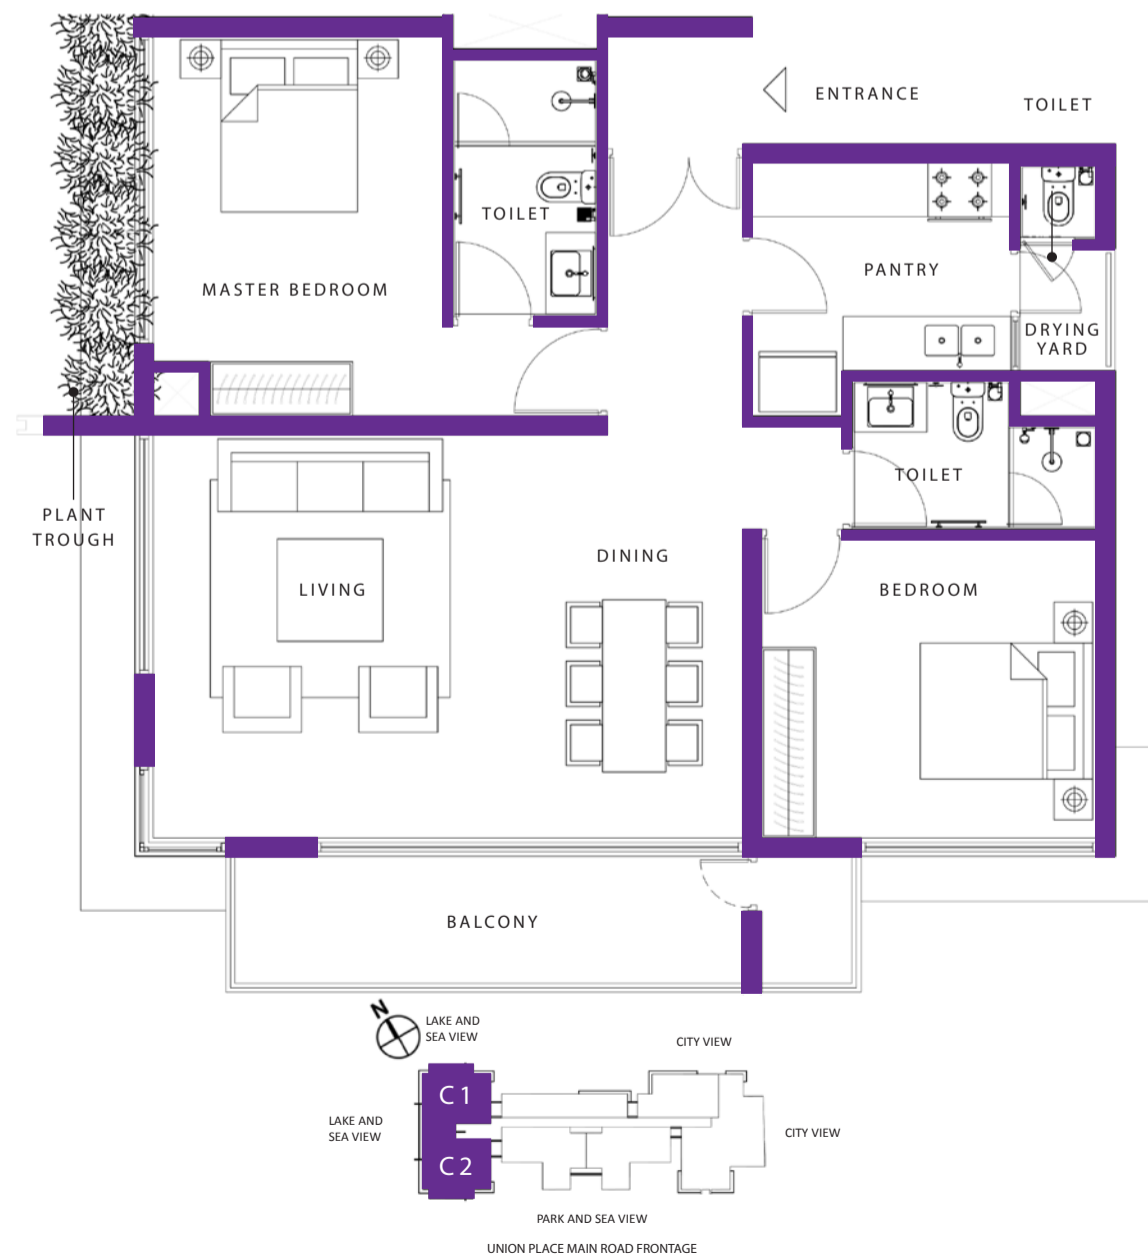 ENTRANCE
TOILET
TOILET
PANTRY
MASTER BEDROOM
DRYING
YARD
TOILET
PLANT
TROUGH
DINING
LIVING
BEDROOM
BALCONY
N
LAKE AND
SEA VIEW
CITY VIEW
C1
LAKE AND
SEA VIEW
CITY VIEW
C2
PARK AND SEA VIEW
UNION PLACE MAIN ROAD FRONTAGE